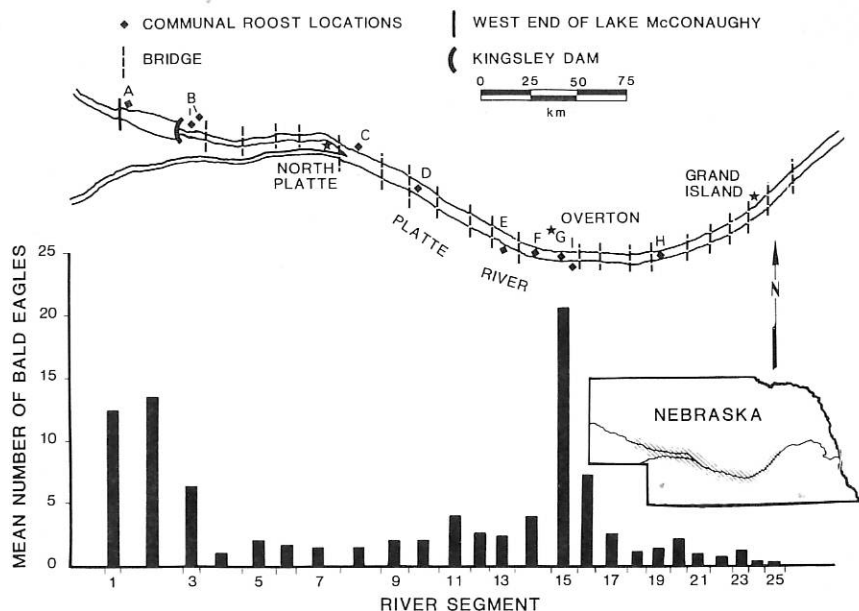 ◆ COMMUNAL ROOST LOCATIONS
BRIDGE
WEST END OF LAKE McCONAUGHY
KINGSLEY DAM
0 25 50 75
km
A
B
C
D
E
F
G
I
H
NORTH
PLATTE
PLATTE
RIVER
OVERTON
GRAND
ISLAND
N
NEBRASKA
MEAN NUMBER OF BALD EAGLES
25
20
15
10
5
0
1 3 5 7 9 11 13 15 17 19 21 23 25
RIVER SEGMENT